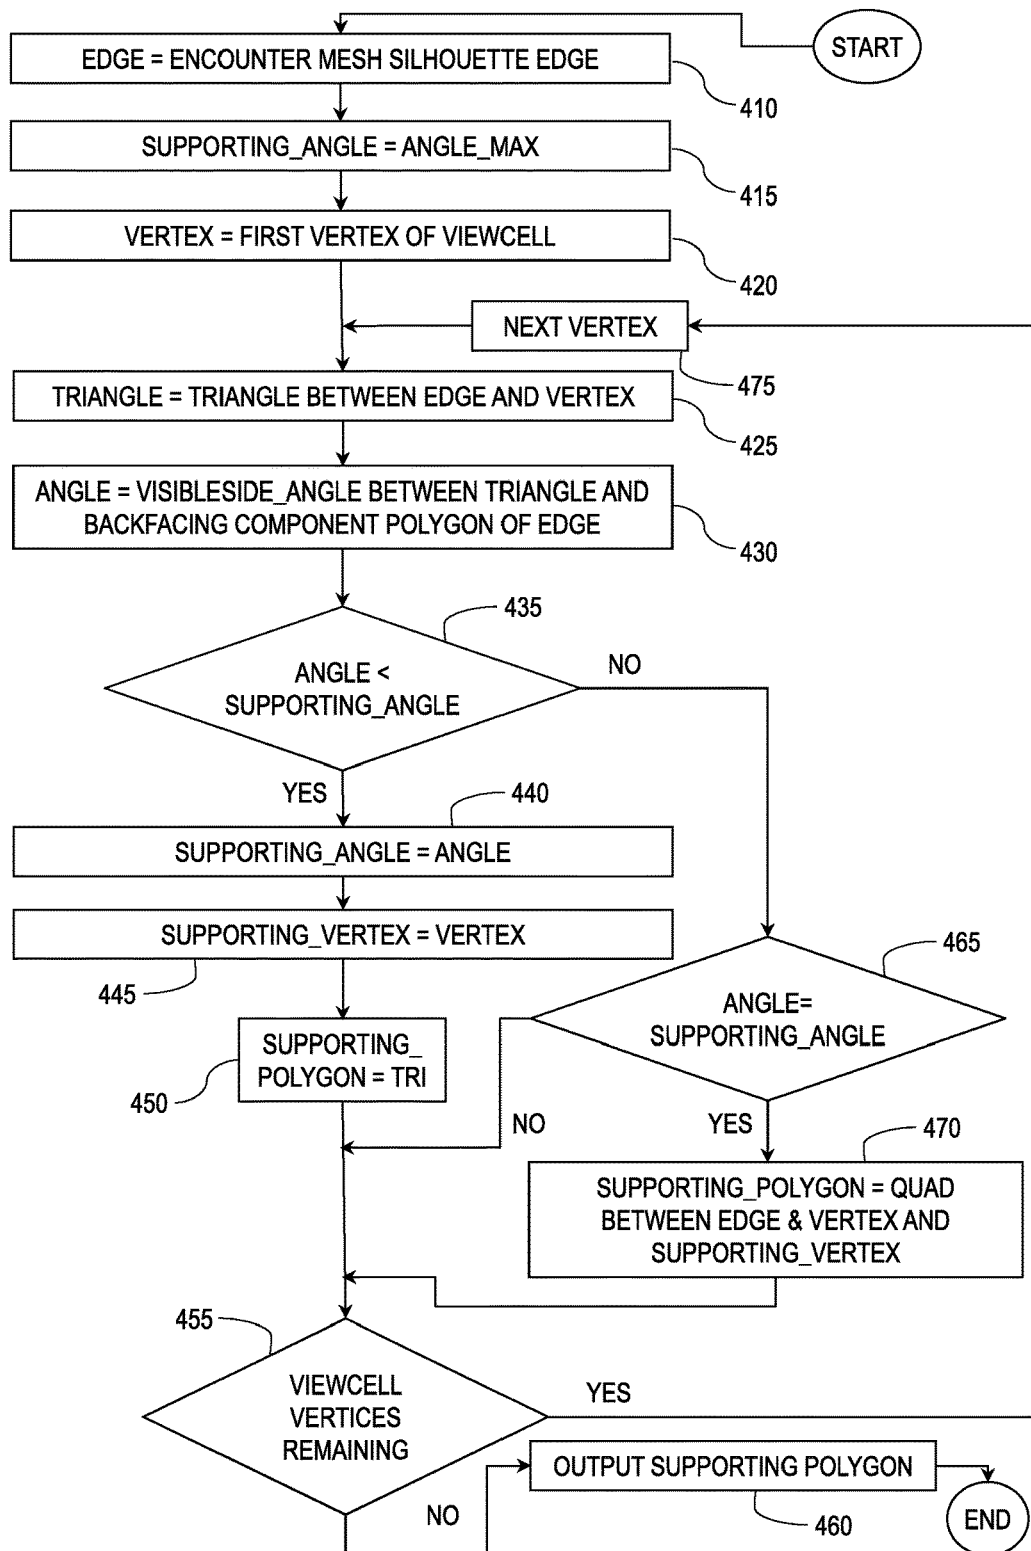 START
EDGE = ENCOUNTER MESH SILHOUETTE EDGE
410
SUPPORTING_ANGLE = ANGLE_MAX
415
VERTEX = FIRST VERTEX OF VIEWCELL
420
NEXT VERTEX
475
TRIANGLE = TRIANGLE BETWEEN EDGE AND VERTEX
425
ANGLE = VISIBLESIDE_ANGLE BETWEEN TRIANGLE AND
BACKFACING COMPONENT POLYGON OF EDGE
430
435
ANGLE <
SUPPORTING_ANGLE
NO
YES
440
SUPPORTING_ANGLE = ANGLE
SUPPORTING_VERTEX = VERTEX
445
465
ANGLE=
SUPPORTING_ANGLE
SUPPORTING_
POLYGON = TRI
450
NO
YES
470
SUPPORTING_POLYGON = QUAD
BETWEEN EDGE & VERTEX AND
SUPPORTING_VERTEX
455
VIEWCELL
VERTICES
REMAINING
YES
NO
OUTPUT SUPPORTING POLYGON
460
END